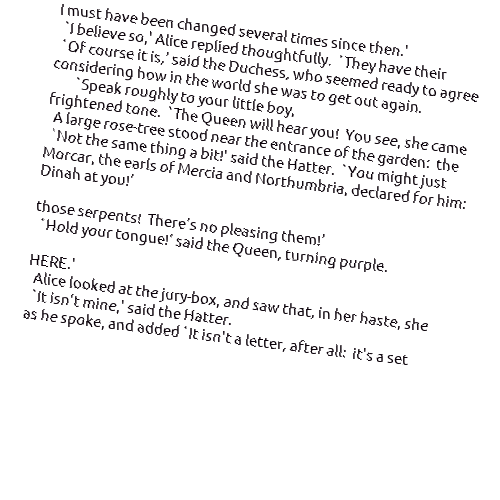 I must have been changed several times since then.'
`I believe so,' Alice replied thoughtfully.  `They have their
`Of course it is,' said the Duchess, who seemed ready to agree
considering how in the world she was to get out again.
`Speak roughly to your little boy,
frightened tone.  `The Queen will hear you!  You see, she came
A large rose-tree stood near the entrance of the garden:  the
`Not the same thing a bit!' said the Hatter.  `You might just
Morcar, the earls of Mercia and Northumbria, declared for him:
Dinah at you!'

those serpents!  There's no pleasing them!'
`Hold your tongue!' said the Queen, turning purple.

HERE.'
Alice looked at the jury-box, and saw that, in her haste, she
`It isn't mine,' said the Hatter.
as he spoke, and added `It isn't a letter, after all:  it's a set